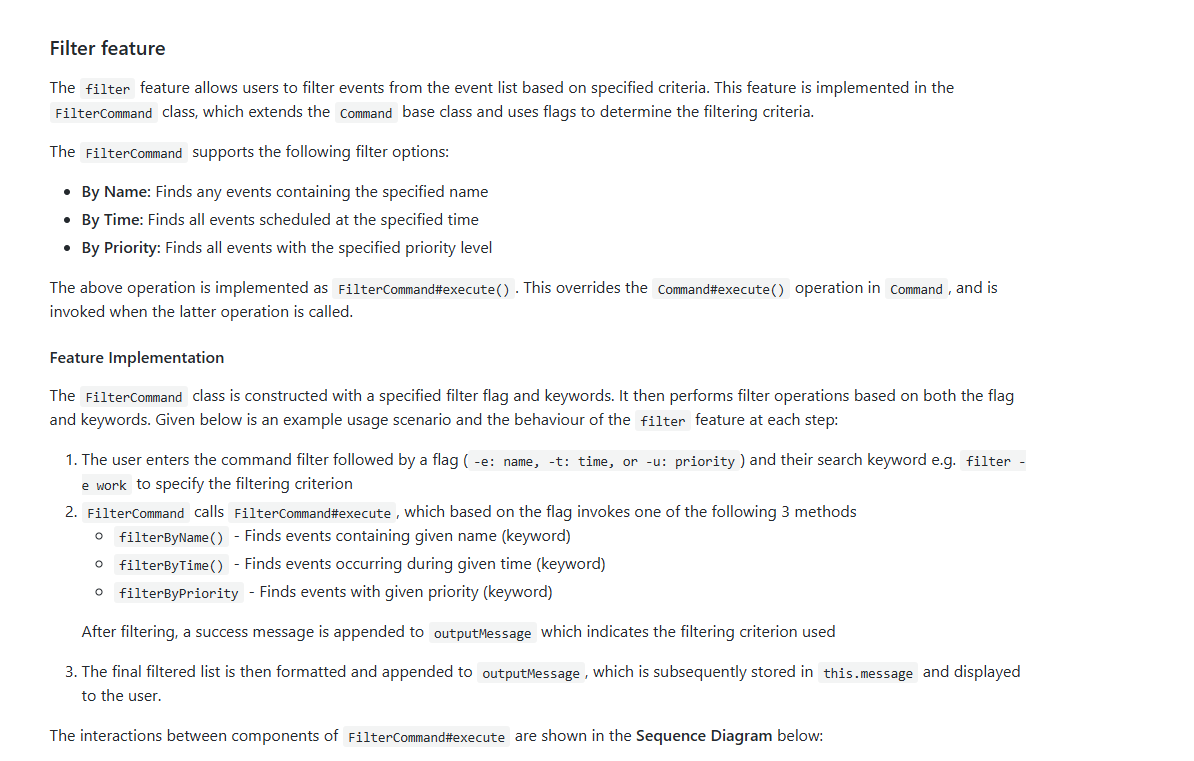 Filter feature
The filter feature allows users to filter events from the event list based on specified criteria. This feature is implemented in the
FilterCommand class, which extends the Command base class and uses flags to determine the filtering criteria.
The FilterCommand supports the following filter options:
• By Name: Finds any events containing the specified name
• By Time: Finds all events scheduled at the specified time
• By Priority: Finds all events with the specified priority level
The above operation is implemented as FilterCommand#execute() . This overrides the Command#execute() operation in Command , and is
invoked when the latter operation is called.
Feature Implementation
The FilterCommand class is constructed with a specified filter flag and keywords. It then performs filter operations based on both the flag
and keywords. Given below is an example usage scenario and the behaviour of the filter feature at each step:
1. The user enters the command filter followed by a flag ( -e: name, -t: time, or -u: priority ) and their search keyword e.g. filter -
e work to specify the filtering criterion
2. FilterCommand calls FilterCommand#execute , which based on the flag invokes one of the following 3 methods
○ filterByName() - Finds events containing given name (keyword)
○ filterByTime() - Finds events occurring during given time (keyword)
○ filterByPriority - Finds events with given priority (keyword)
After filtering, a success message is appended to outputMessage which indicates the filtering criterion used
3. The final filtered list is then formatted and appended to outputMessage , which is subsequently stored in this.message and displayed
to the user.
The interactions between components of FilterCommand#execute are shown in the Sequence Diagram below: